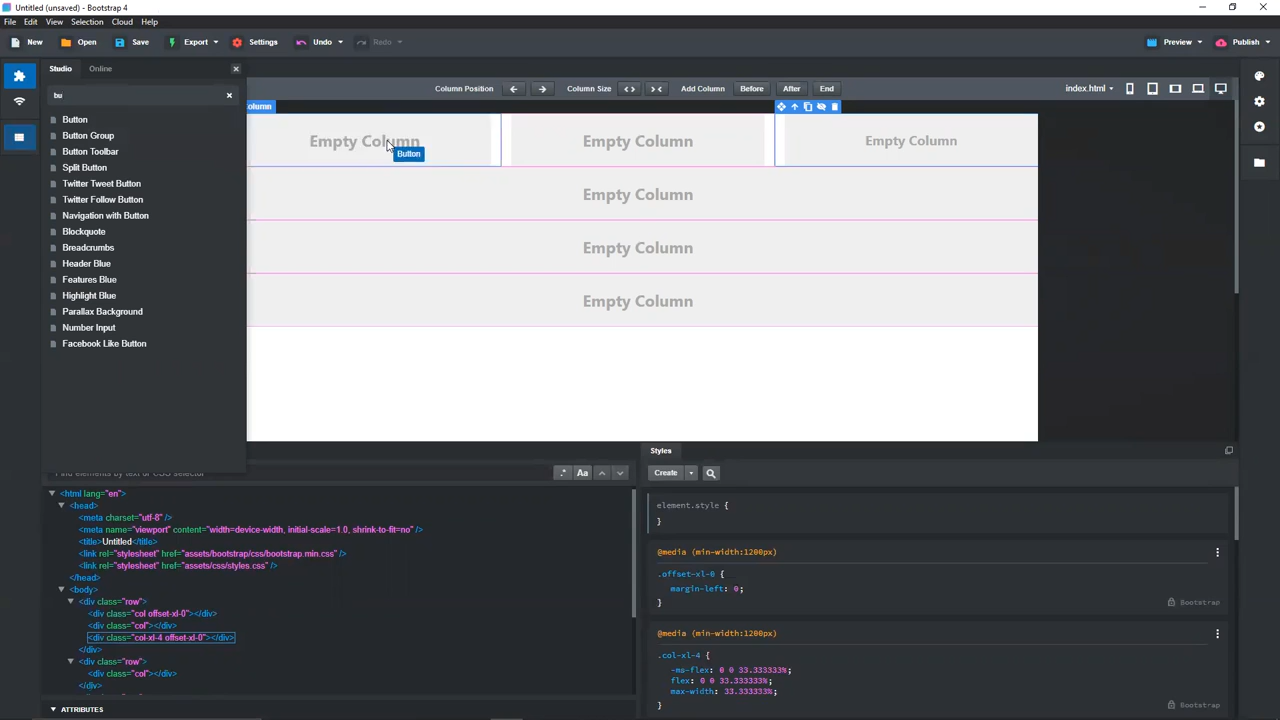 Untitled (unsaved) - Bootstrap 4
File Edit View Selection Cloud Help
New Open Save Export Settings Undo Redo Preview Publish
Studio Online
Column Position Column Size Add Column Before After End index.html
bu
Column
Button
Button Group
Button Toolbar
Split Button
Twitter Tweet Button
Twitter Follow Button
Navigation with Button
Blockquote
Breadcrumbs
Header Blue
Features Blue
Highlight Blue
Parallax Background
Number Input
Facebook Like Button
Empty Column Empty Column Empty Column
Button
Empty Column
Empty Column
Empty Column
Find elements by text or CSS selector
.* Aa
<html lang="en">
<head>
<meta charset="utf-8" />
<meta name="viewport" content="width=device-width, initial-scale=1.0, shrink-to-fit=no" />
<title>Untitled</title>
<link rel="stylesheet" href="assets/bootstrap/css/bootstrap.min.css" />
<link rel="stylesheet" href="assets/css/styles.css" />
</head>
<body>
<div class="row">
<div class="col offset-xl-0"></div>
<div class="col"></div>
<div class="col-xl-4 offset-xl-0"></div>
</div>
<div class="row">
<div class="col"></div>
</div>
ATTRIBUTES
Styles
Create
element.style {
}
@media (min-width:1200px)
.offset-xl-0 {
margin-left: 0;
}
Bootstrap
@media (min-width:1200px)
.col-xl-4 {
-ms-flex: 0 0 33.333333%;
flex: 0 0 33.333333%;
max-width: 33.333333%;
}
Bootstrap